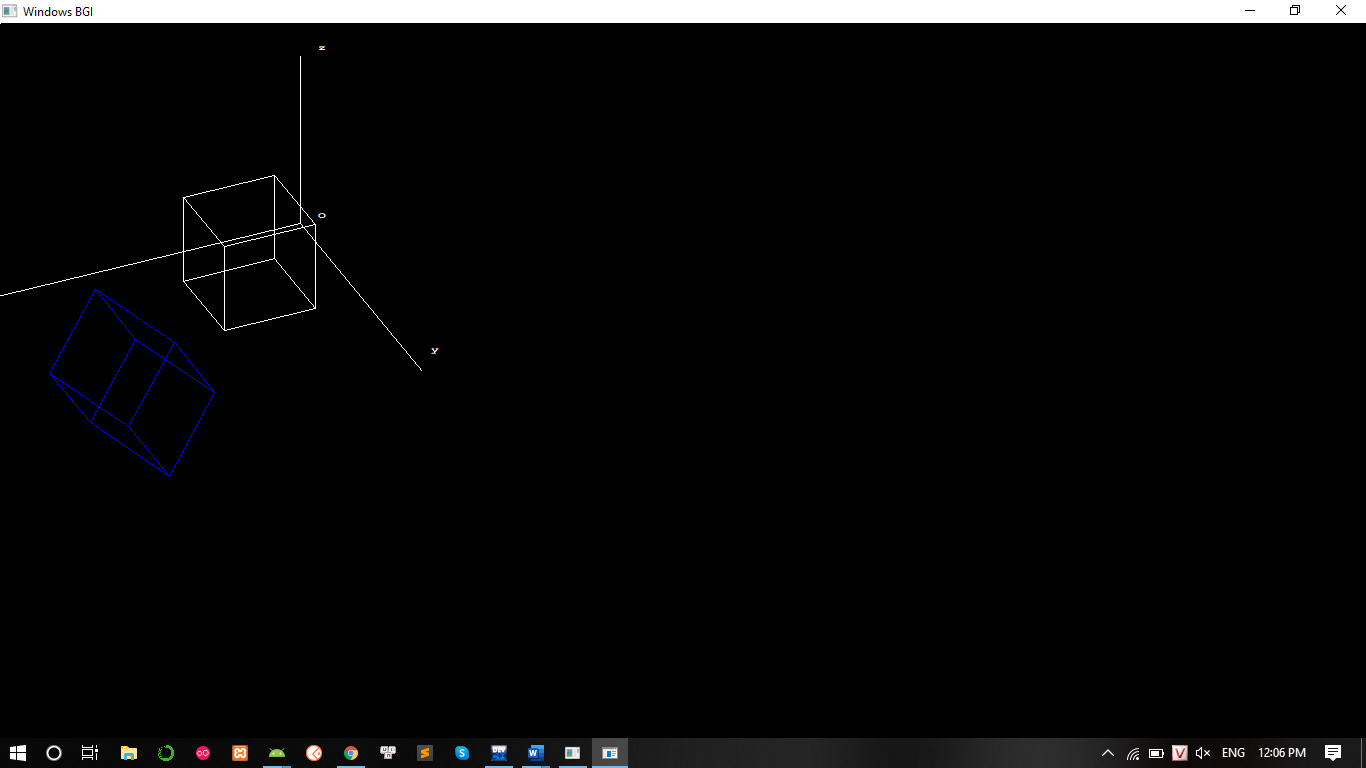 Windows BGI
z
O
y
ENG
12:06 PM